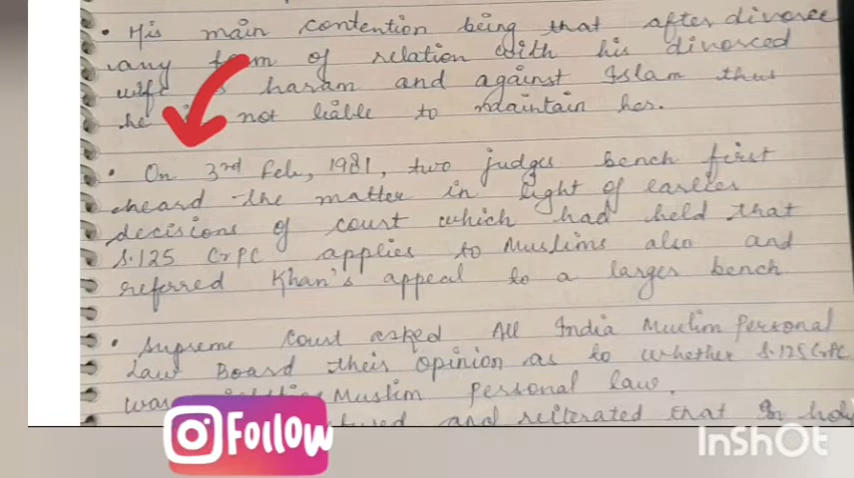 • His main contention being that after divorce
any form of relation with his divorced
wife is haram and against Islam thus
he is not liable to maintain her.
• On 3rd Feb, 1981, two judges bench first
heard the matter in light of earlier
decisions of court which had held that
S.125 CrPC applies to Muslims also and
referred Khan's appeal to a larger bench
• Supreme court asked All India Muslim Personal
Law Board their opinion as to whether S.125 CrPC
was Muslim personal law.
and reiterated that In holy
Follow
InShOt